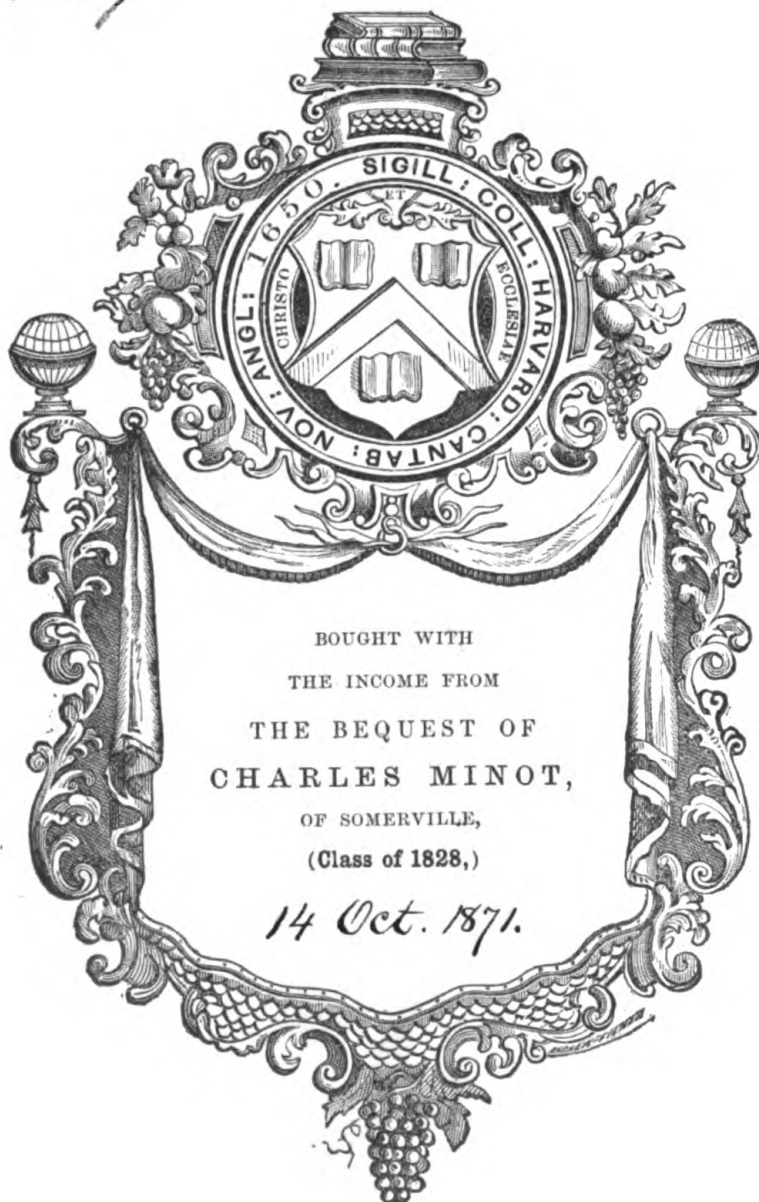 SIGILL: COLL: HARVARD: CANTAB: NOV: ANGL: 1650.
ET
CHRISTO
ECCLESIAE
BOUGHT WITH
THE INCOME FROM
THE BEQUEST OF
CHARLES MINOT,
OF SOMERVILLE,
(Class of 1828,)
14 Oct. 1871.